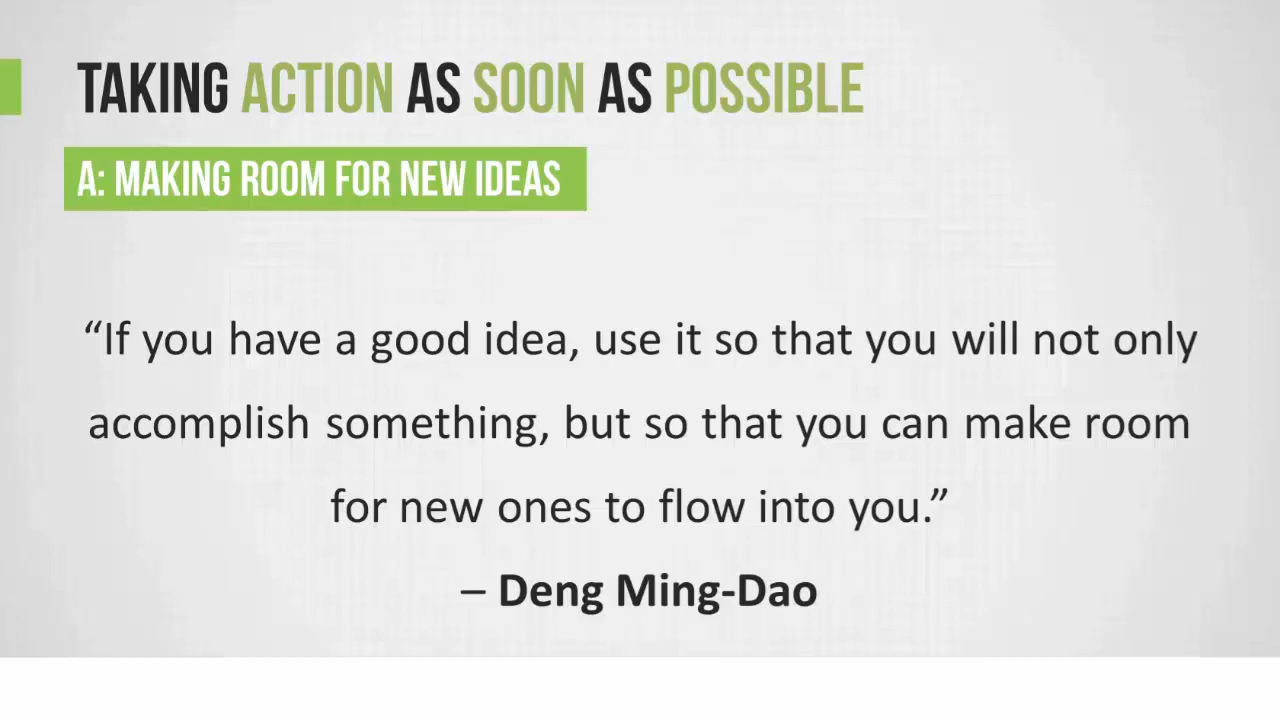 TAKING ACTION AS SOON AS POSSIBLE
A: MAKING ROOM FOR NEW IDEAS
“If you have a good idea, use it so that you will not only
accomplish something, but so that you can make room
for new ones to flow into you.”
– Deng Ming-Dao